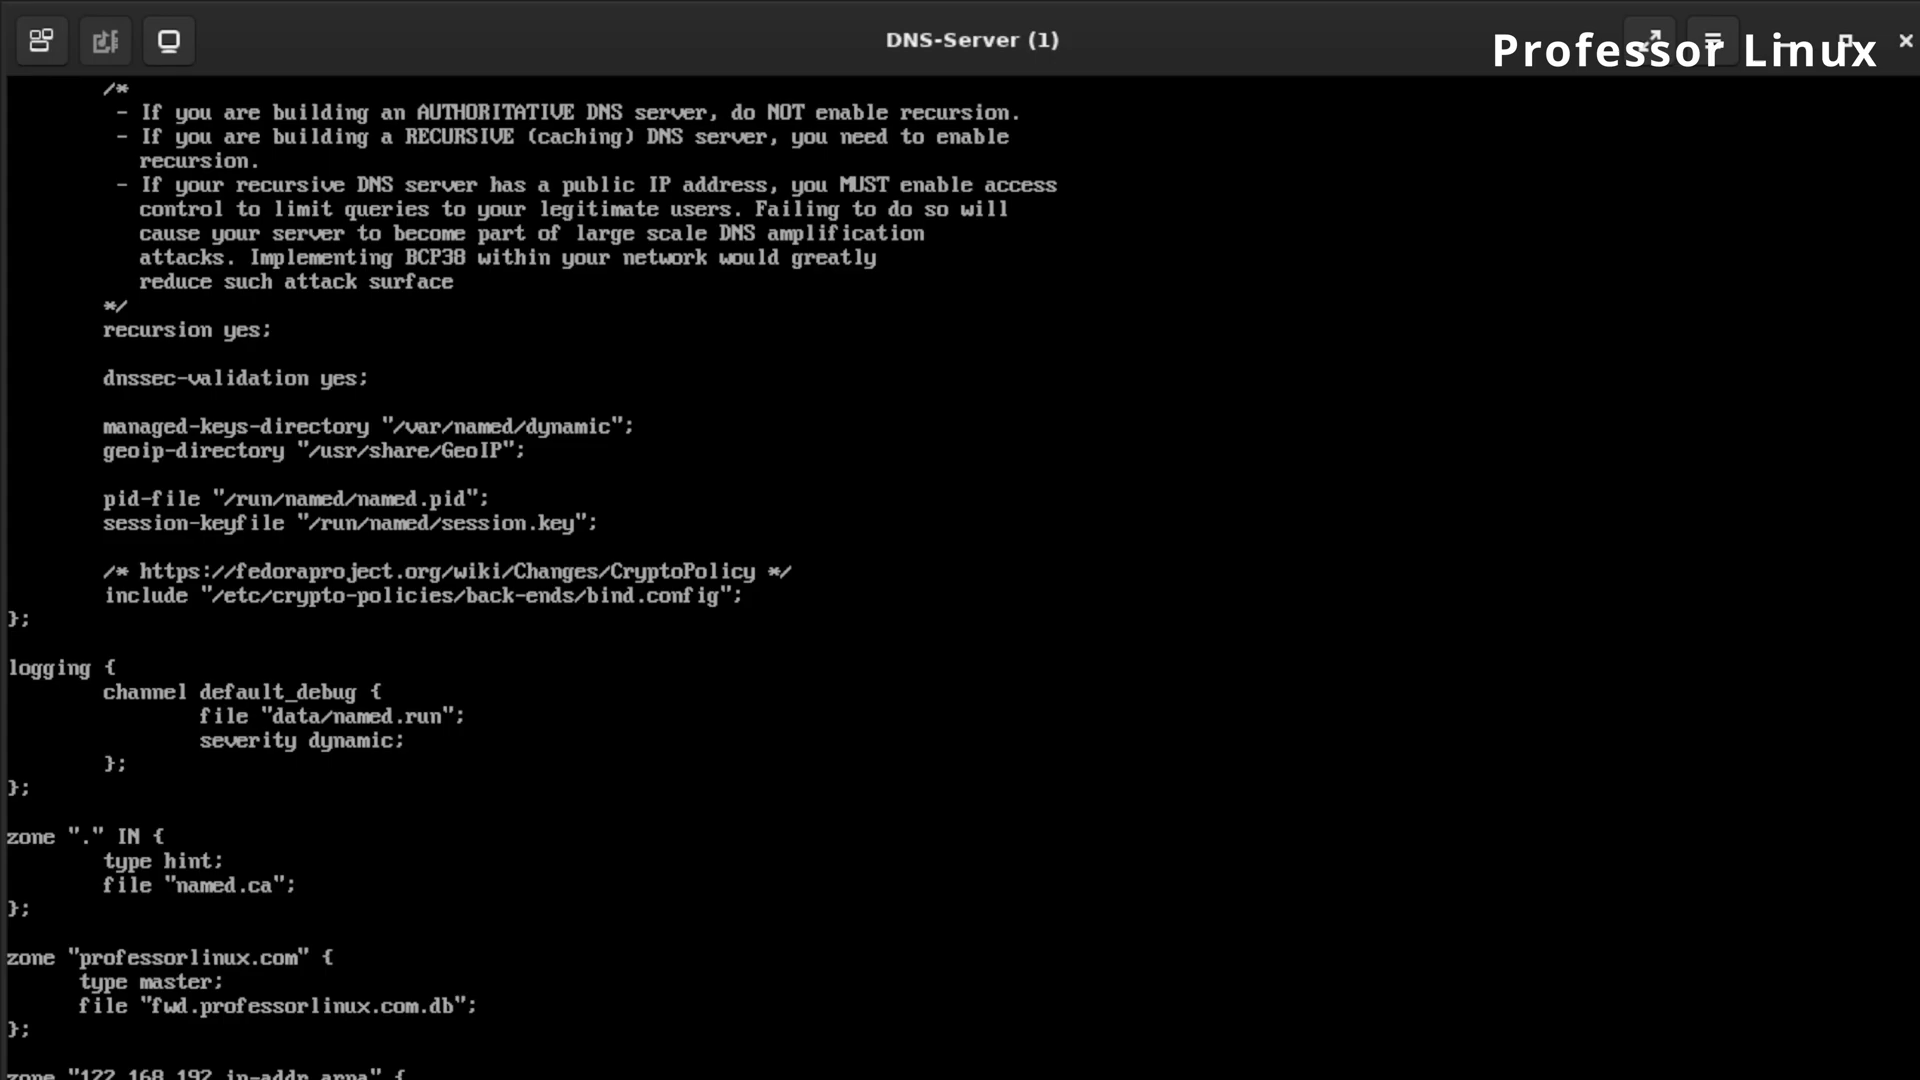 DNS-Server (1)
Professor Linux
/*
- If you are building an AUTHORITATIVE DNS server, do NOT enable recursion.
- If you are building a RECURSIVE (caching) DNS server, you need to enable
recursion.
- If your recursive DNS server has a public IP address, you MUST enable access
control to limit queries to your legitimate users. Failing to do so will
cause your server to become part of large scale DNS amplification
attacks. Implementing BCP38 within your network would greatly
reduce such attack surface
*/
recursion yes;
dnssec-validation yes;
managed-keys-directory "/var/named/dynamic";
geoip-directory "/usr/share/GeoIP";
pid-file "/run/named/named.pid";
session-keyfile "/run/named/session.key";
/* https://fedoraproject.org/wiki/Changes/CryptoPolicy */
include "/etc/crypto-policies/back-ends/bind.config";
};
logging {
channel default_debug {
file "data/named.run";
severity dynamic;
};
};
zone "." IN {
type hint;
file "named.ca";
};
zone "professorlinux.com" {
type master;
file "fwd.professorlinux.com.db";
};
zone "122.168.192.in-addr.arpa" {